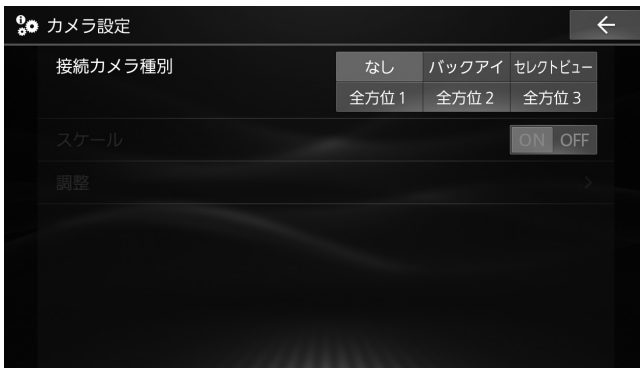 カメラ設定
接続カメラ種別
なし バックアイ セレクトビュー
全方位1 全方位2 全方位3
スケール
ON OFF
調整